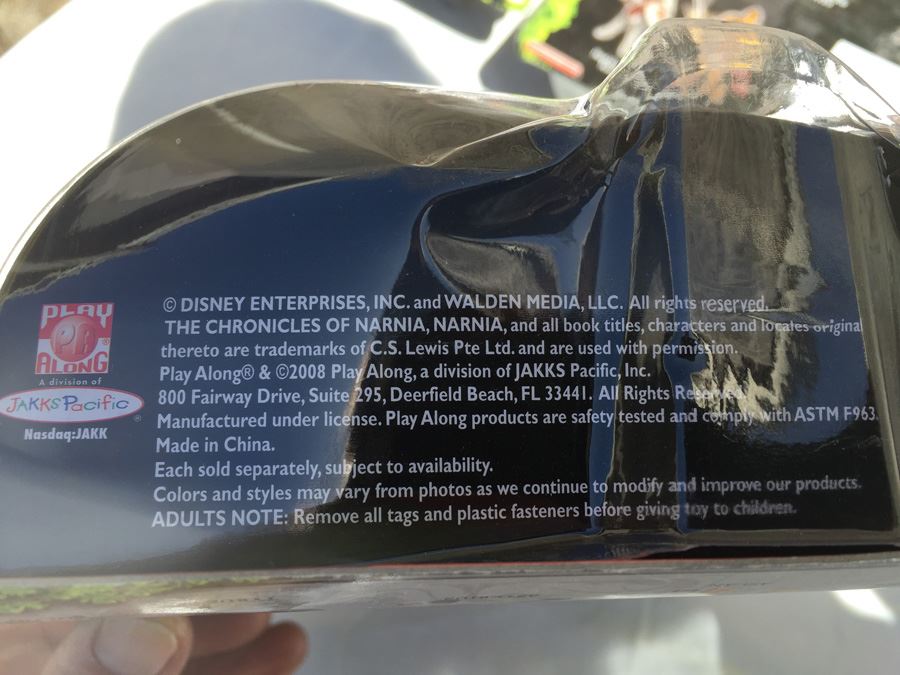 PLAY
PA
ALONG®
A division of
JAKKS Pacific®
Nasdaq:JAKK
© DISNEY ENTERPRISES, INC. and WALDEN MEDIA, LLC. All rights reserved.
THE CHRONICLES OF NARNIA, NARNIA, and all book titles, characters and locales origina
thereto are trademarks of C.S. Lewis Pte Ltd. and are used with permission.
Play Along® & ©2008 Play Along, a division of JAKKS Pacific, Inc.
800 Fairway Drive, Suite 295, Deerfield Beach, FL 33441. All Rights Reserved.
Manufactured under license. Play Along products are safety tested and comply with ASTM F963.
Made in China.
Each sold separately, subject to availability.
Colors and styles may vary from photos as we continue to modify and improve our products.
ADULTS NOTE: Remove all tags and plastic fasteners before giving toy to children.